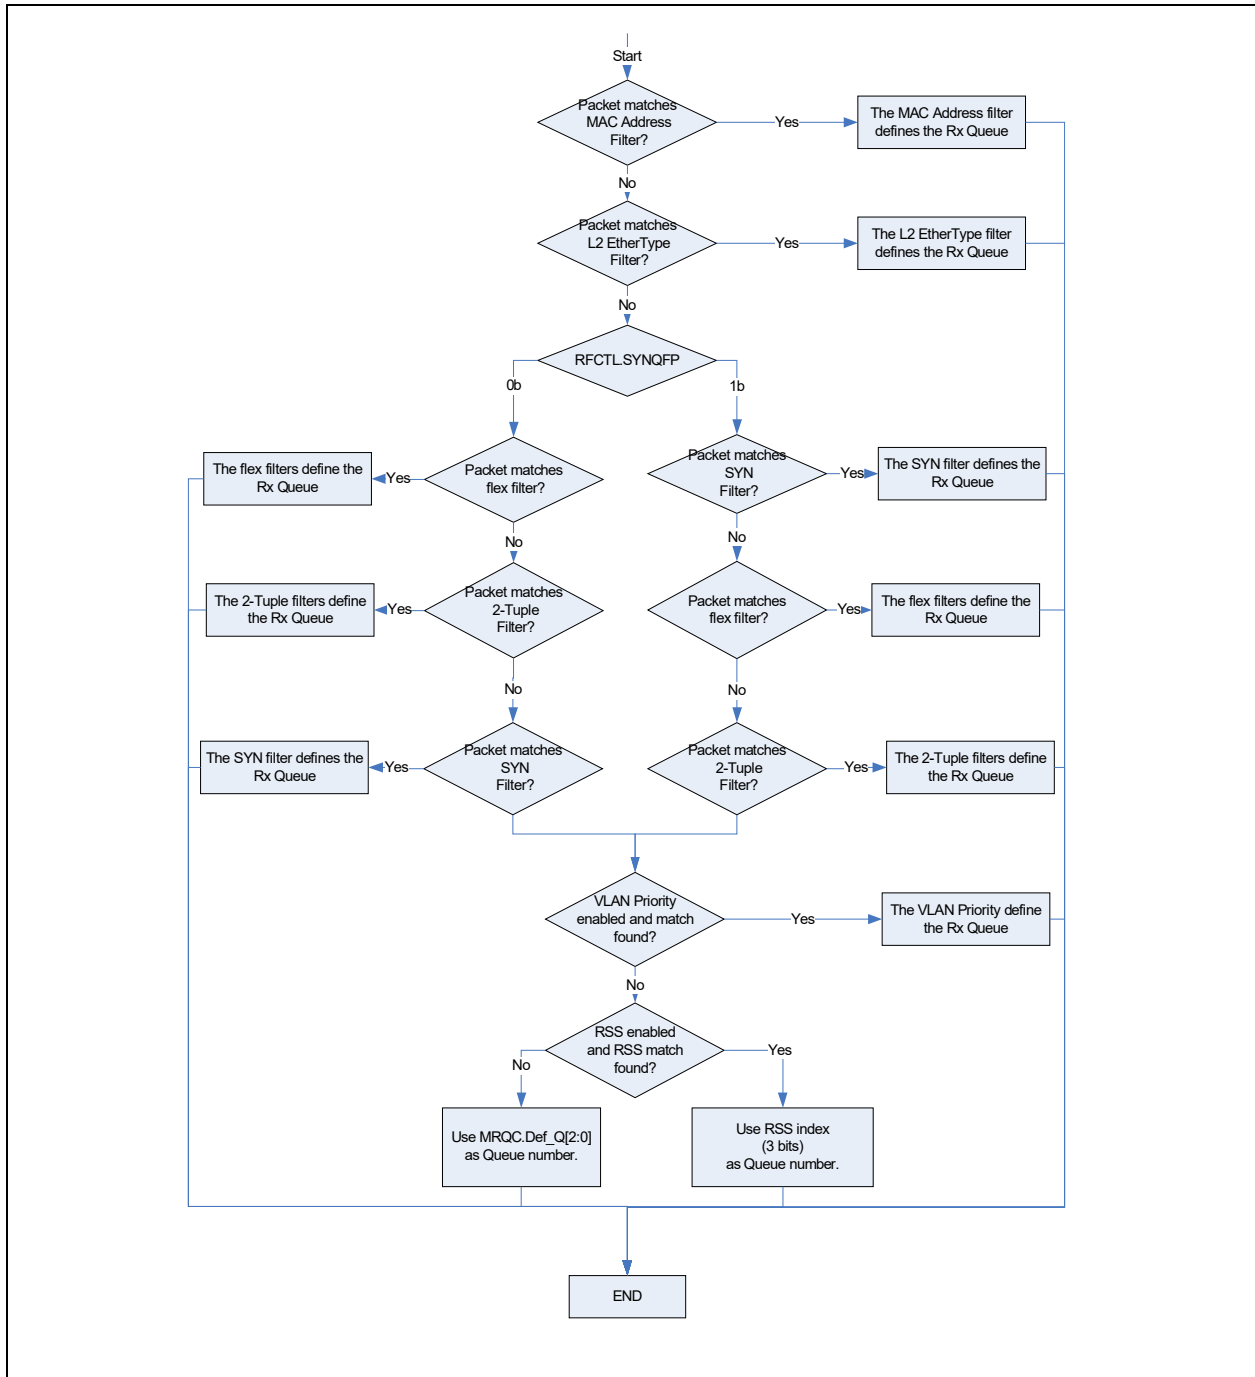 Start
Packet matches
MAC Address
Filter?
Yes
The MAC Address filter
defines the Rx Queue
No
Packet matches
L2 EtherType
Filter?
Yes
The L2 EtherType filter
defines the Rx Queue
No
RFCTL.SYNQFP
0b
1b
The flex filters define the
Rx Queue
Yes
Packet matches
flex filter?
Packet matches
SYN
Filter?
Yes
The SYN filter defines the
Rx Queue
No
No
The 2-Tuple filters define
the Rx Queue
Yes
Packet matches
2-Tuple
Filter?
Packet matches
flex filter?
Yes
The flex filters define the
Rx Queue
No
No
The SYN filter defines the
Rx Queue
Yes
Packet matches
SYN
Filter?
Packet matches
2-Tuple
Filter?
Yes
The 2-Tuple filters define
the Rx Queue
VLAN Priority
enabled and match
found?
Yes
The VLAN Priority define
the Rx Queue
No
RSS enabled
and RSS match
found?
No
Yes
Use MRQC.Def_Q[2:0]
as Queue number.
Use RSS index
(3 bits)
as Queue number.
END